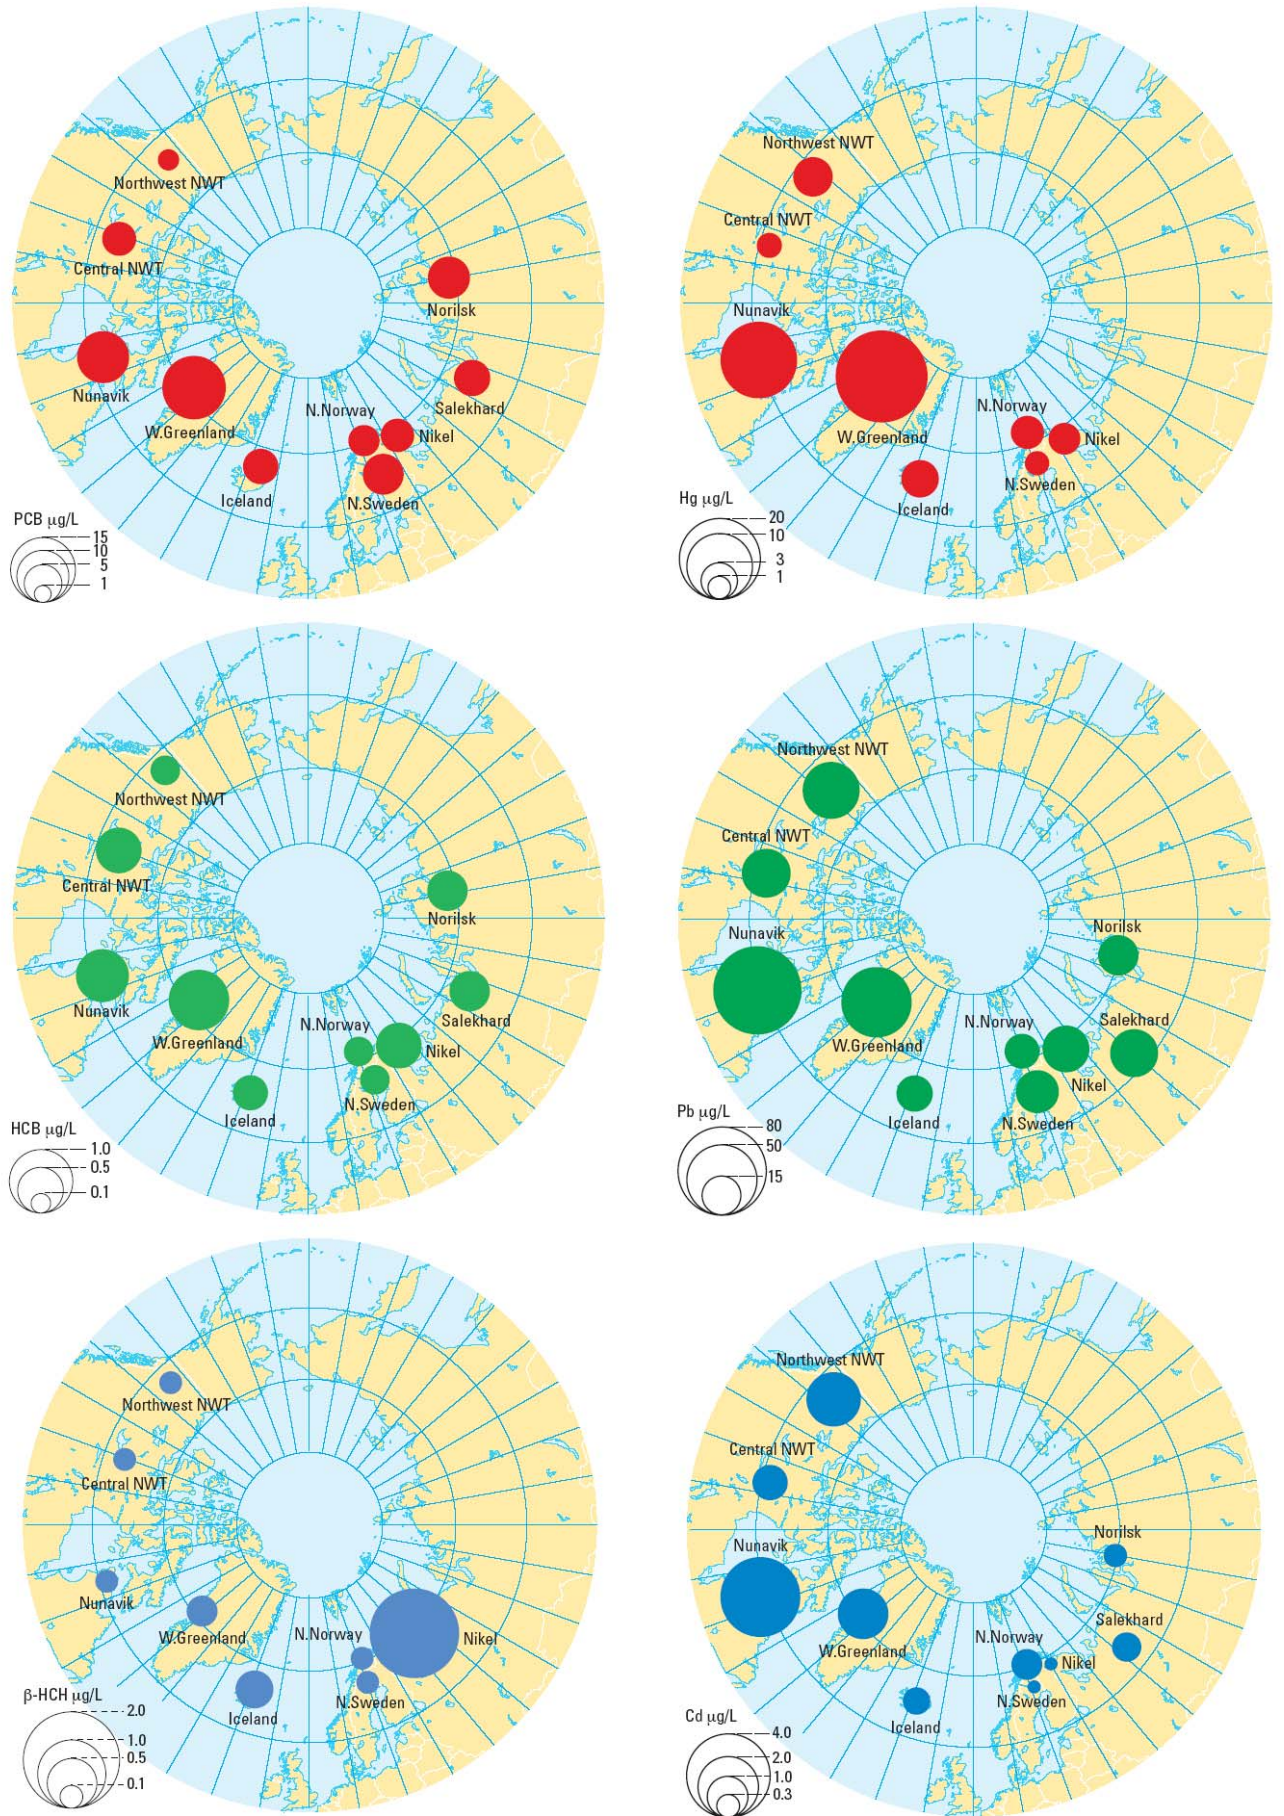 Northwest NWT
Central NWT
Norilsk
Nunavik
Salekhard
N.Norway
W.Greenland
Nikel
Iceland
N.Sweden
PCB µg/L
15
10
5
1
Northwest NWT
Central NWT
Nunavik
N.Norway
W.Greenland
Nikel
N.Sweden
Iceland
Hg µg/L
20
10
3
1
Northwest NWT
Central NWT
Norilsk
Nunavik
Salekhard
N.Norway
W.Greenland
Nikel
N.Sweden
Iceland
HCB µg/L
1.0
0.5
0.1
Northwest NWT
Central NWT
Norilsk
Nunavik
N.Norway
Salekhard
W.Greenland
Nikel
Iceland
N.Sweden
Pb µg/L
80
50
15
Northwest NWT
Central NWT
Nunavik
N.Norway
W.Greenland
Nikel
N.Sweden
Iceland
β-HCH µg/L
2.0
1.0
0.5
0.1
Northwest NWT
Central NWT
Norilsk
Nunavik
Salekhard
N.Norway
W.Greenland
Nikel
N.Sweden
Iceland
Cd µg/L
4.0
2.0
1.0
0.3